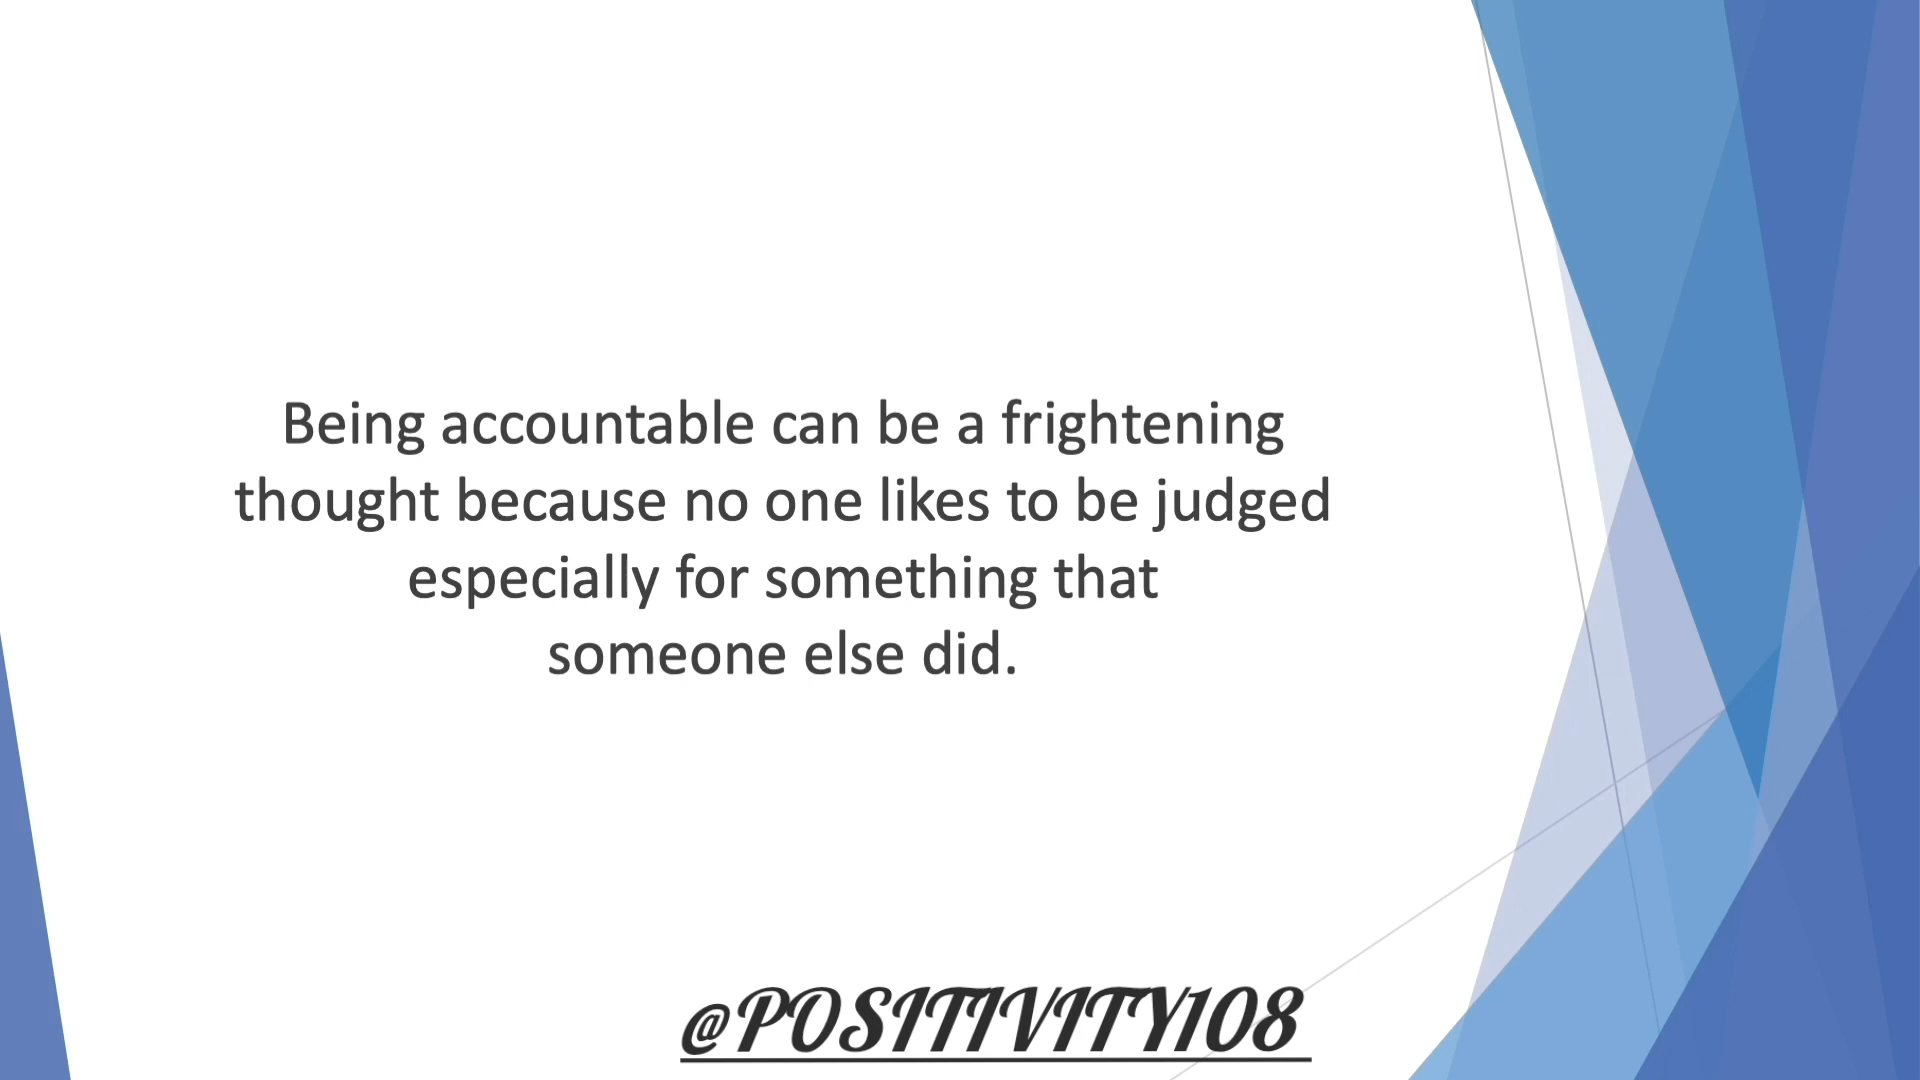 Being accountable can be a frightening
thought because no one likes to be judged
especially for something that
someone else did.
@POSITIVITY108